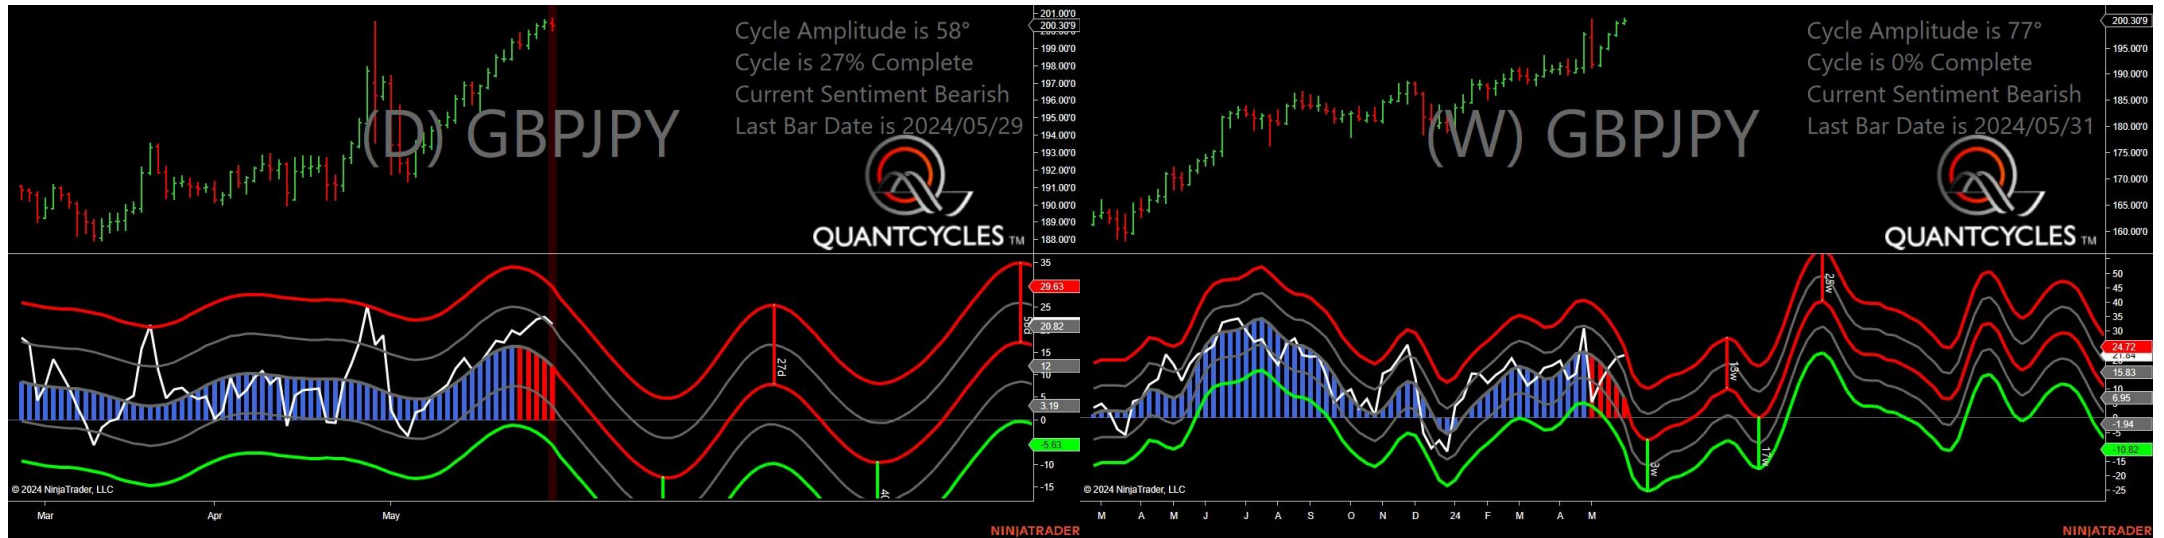 Cycle Amplitude is 58°
Cycle is 27% Complete
Current Sentiment Bearish
Last Bar Date is 2024/05/29
(D) GBPJPY
QUANTCYCLES TM
201.00'0
200.30'9
199.00'0
198.00'0
197.00'0
196.00'0
195.00'0
194.00'0
193.00'0
192.00'0
191.00'0
190.00'0
189.00'0
188.00'0
35
29.63
25
20.82
15
12
10
5
3.19
0
-5.63
-10
-15
27d
© 2024 NinjaTrader, LLC
Mar
Apr
May
NINJATRADER
Cycle Amplitude is 77°
Cycle is 0% Complete
Current Sentiment Bearish
Last Bar Date is 2024/05/31
(W) GBPJPY
QUANTCYCLES TM
200.30'9
195.00'0
190.00'0
185.00'0
180.00'0
175.00'0
170.00'0
165.00'0
160.00'0
50
45
40
35
30
24.72
21.84
15.83
10
6.95
-1.94
-5
-10.82
-15
-20
-25
28w
13w
17w
3w
© 2024 NinjaTrader, LLC
M
A
M
J
J
A
S
O
N
D
24
F
M
A
M
NINJATRADER